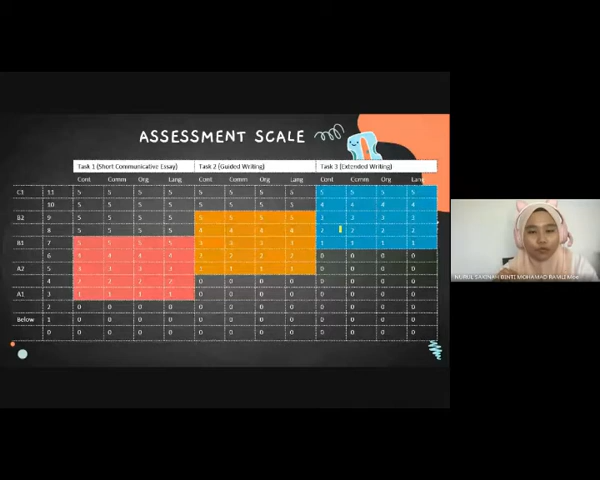 ASSESSMENT SCALE
Task 1 (Short Communicative Essay) Task 2 (Guided Writing) Task 3 (Extended Writing)
Cont Comm Org Lang Cont Comm Org Lang Cont Comm Org Lang
C1 11 5 5 5 5 5 5 5 5 5 5 5 5
10 5 5 5 5 5 5 5 5 4 4 4 4
B2 9 5 5 5 5 5 5 5 5 3 3 3 3
8 5 5 5 5 4 4 4 4 2 2 2 2
B1 7 5 5 5 5 3 3 3 3 1 1 1 1
6 4 4 4 4 2 2 2 2 0 0 0 0
A2 5 3 3 3 3 1 1 1 1 0 0 0 0
4 2 2 2 2 0 0 0 0 0 0 0 0
A1 3 1 1 1 1 0 0 0 0 0 0 0 0
2 0 0 0 0 0 0 0 0 0 0 0 0
Below 1 0 0 0 0 0 0 0 0 0 0 0 0
0 0 0 0 0 0 0 0 0 0 0 0 0
NURUL SAKINAH BINTI MOHAMAD RAMLI Moe